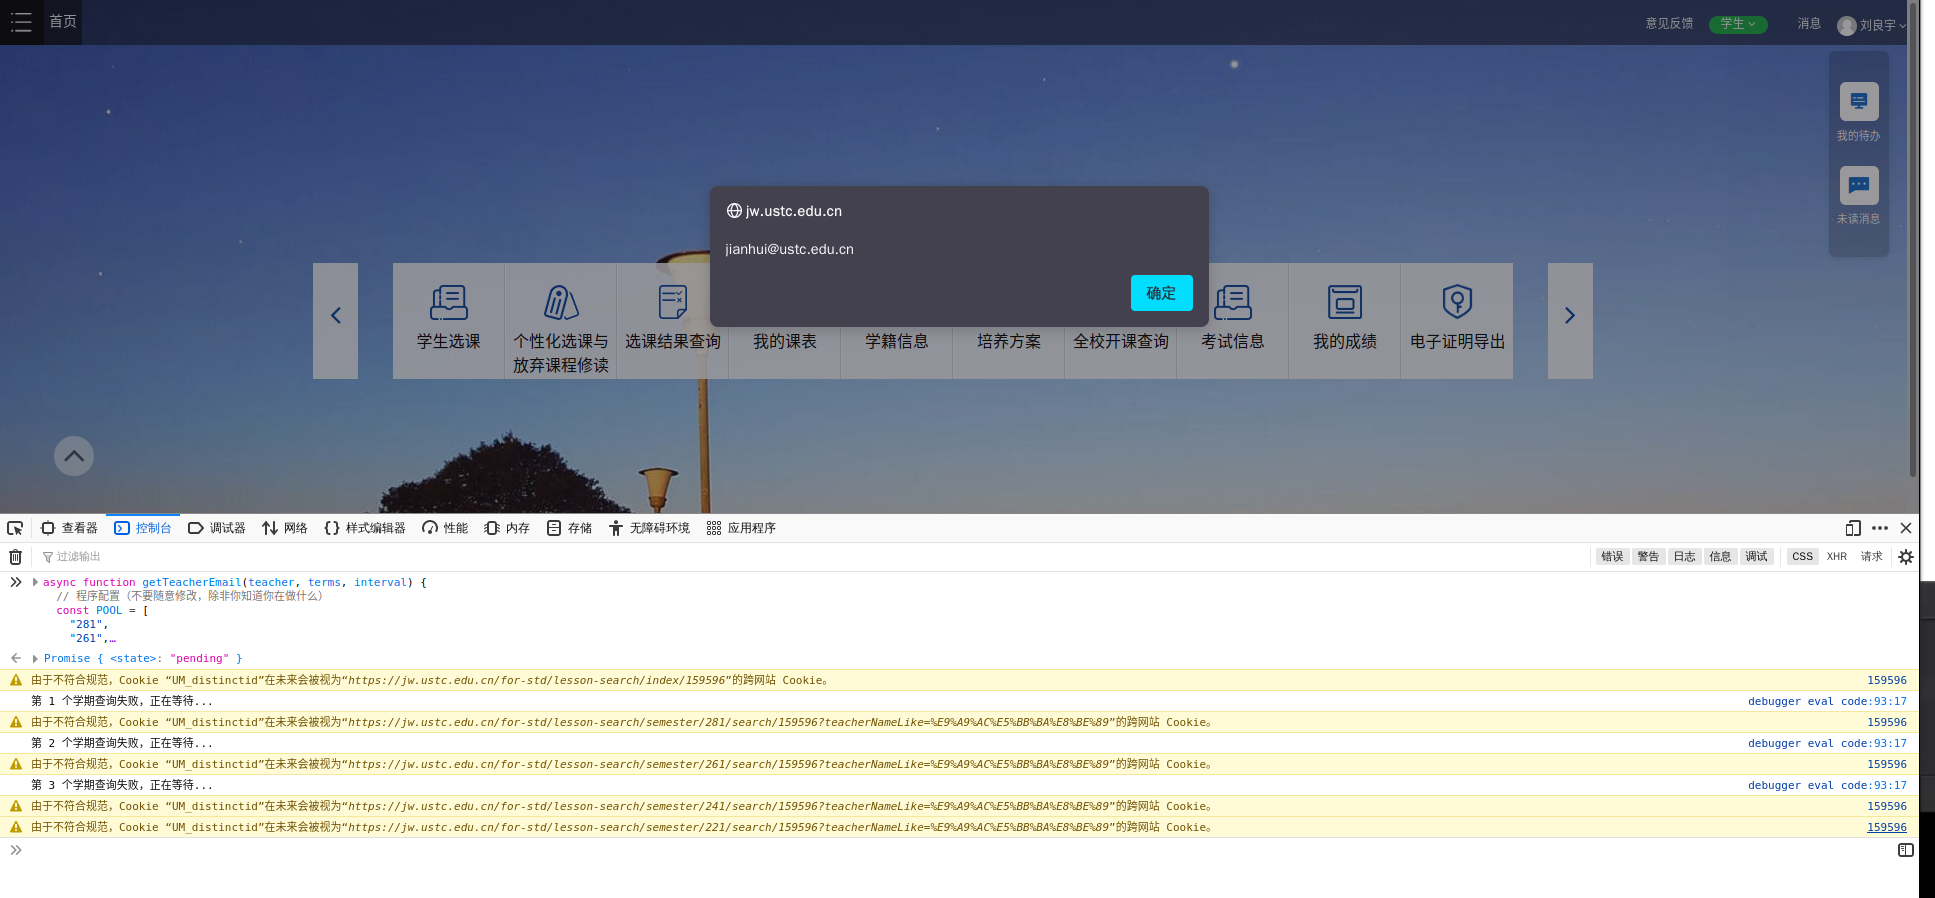 首页
意见反馈
学生
消息
刘良宇
我的待办
未读消息
jw.ustc.edu.cn
jianhui@ustc.edu.cn
确定
学生选课
个性化选课与
放弃课程修读
选课结果查询
我的课表
学籍信息
培养方案
全校开课查询
考试信息
我的成绩
电子证明导出
查看器
控制台
调试器
网络
样式编辑器
性能
内存
存储
无障碍环境
应用程序
过滤输出
错误
警告
日志
信息
调试
CSS
XHR
请求
async function getTeacherEmail(teacher, terms, interval) {
// 程序配置（不要随意修改，除非你知道你在做什么）
const POOL = [
"281",
"261",…
Promise { <state>: "pending" }
由于不符合规范，Cookie “UM_distinctid”在未来会被视为“https://jw.ustc.edu.cn/for-std/lesson-search/index/159596”的跨网站 Cookie。 159596
第 1 个学期查询失败，正在等待... debugger eval code:93:17
由于不符合规范，Cookie “UM_distinctid”在未来会被视为“https://jw.ustc.edu.cn/for-std/lesson-search/semester/281/search/159596?teacherNameLike=%E9%A9%AC%E5%BB%BA%E8%BE%89”的跨网站 Cookie。 159596
第 2 个学期查询失败，正在等待... debugger eval code:93:17
由于不符合规范，Cookie “UM_distinctid”在未来会被视为“https://jw.ustc.edu.cn/for-std/lesson-search/semester/261/search/159596?teacherNameLike=%E9%A9%AC%E5%BB%BA%E8%BE%89”的跨网站 Cookie。 159596
第 3 个学期查询失败，正在等待... debugger eval code:93:17
由于不符合规范，Cookie “UM_distinctid”在未来会被视为“https://jw.ustc.edu.cn/for-std/lesson-search/semester/241/search/159596?teacherNameLike=%E9%A9%AC%E5%BB%BA%E8%BE%89”的跨网站 Cookie。 159596
由于不符合规范，Cookie “UM_distinctid”在未来会被视为“https://jw.ustc.edu.cn/for-std/lesson-search/semester/221/search/159596?teacherNameLike=%E9%A9%AC%E5%BB%BA%E8%BE%89”的跨网站 Cookie。 159596